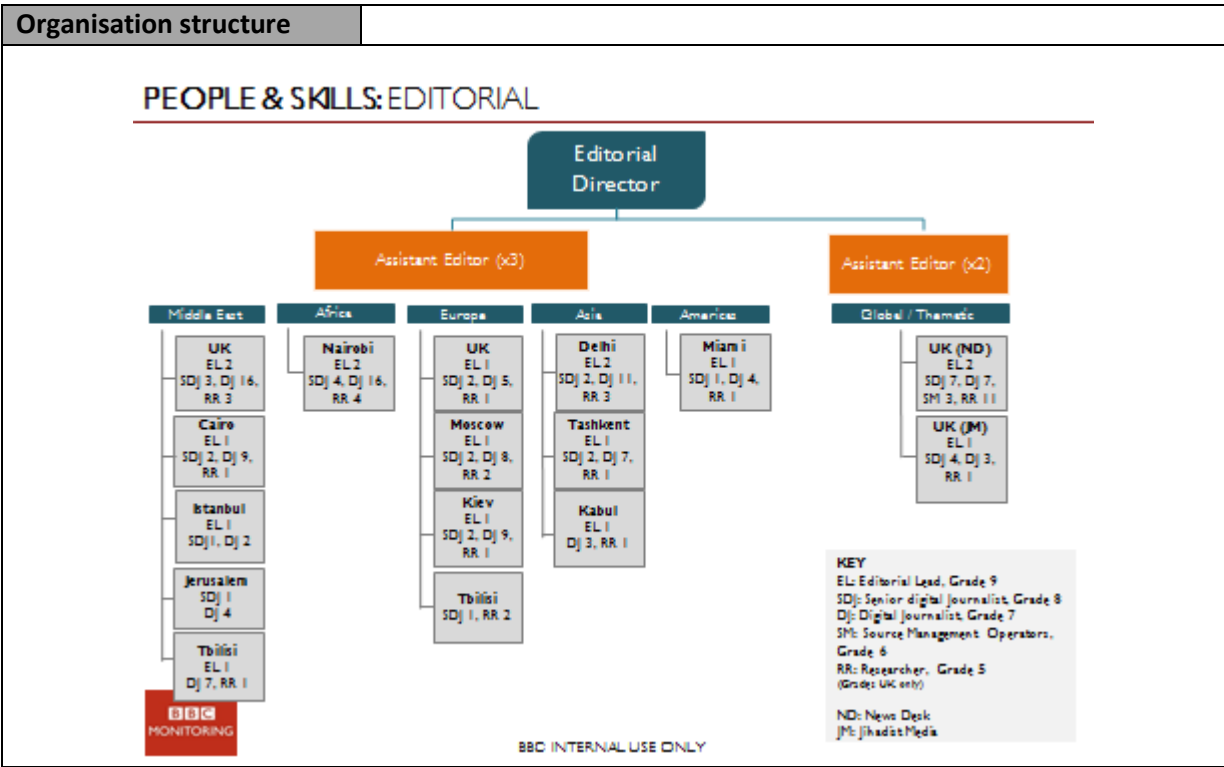 Organisation structure
PEOPLE & SKILLS: EDITORIAL
Editorial
Director
Assistant Editor (x3)
Assistant Editor (x2)
Middle East
UK
EL 2
SDJ 3, DJ 16,
RR 3
Cairo
EL 1
SDJ 2, DJ 9,
RR 1
Istanbul
EL 1
SDJ1, DJ 2
Jerusalem
SDJ 1
DJ 4
Tbilisi
EL 1
DJ 7, RR 1
Africa
Nairobi
EL 2
SDJ 4, DJ 16,
RR 4
Europe
UK
EL 1
SDJ 2, DJ 5,
RR 1
Moscow
EL 1
SDJ 2, DJ 8,
RR 2
Kiev
EL 1
SDJ 2, DJ 9,
RR 1
Tbilisi
SDJ 1, RR 2
Asia
Delhi
EL 2
SDJ 2, DJ 11,
RR 3
Tashkent
EL 1
SDJ 2, DJ 7,
RR 1
Kabul
EL 1
DJ 3, RR 1
Americas
Miami
EL 1
SDJ 1, DJ 4,
RR 1
Global / Thematic
UK (ND)
EL 2
SDJ 7, DJ 7,
SM 3, RR 11
UK (JM)
EL 1
SDJ 4, DJ 3,
RR 1
KEY
EL: Editorial Lead, Grade 9
SDJ: Senior digital Journalist, Grade 8
DJ: Digital Journalist, Grade 7
SM: Source Management Operators,
Grade 6
RR: Researcher, Grade 5
(Grades UK only)
ND: News Desk
JM: Jihadist Media
BBC
MONITORING
BBC INTERNAL USE ONLY